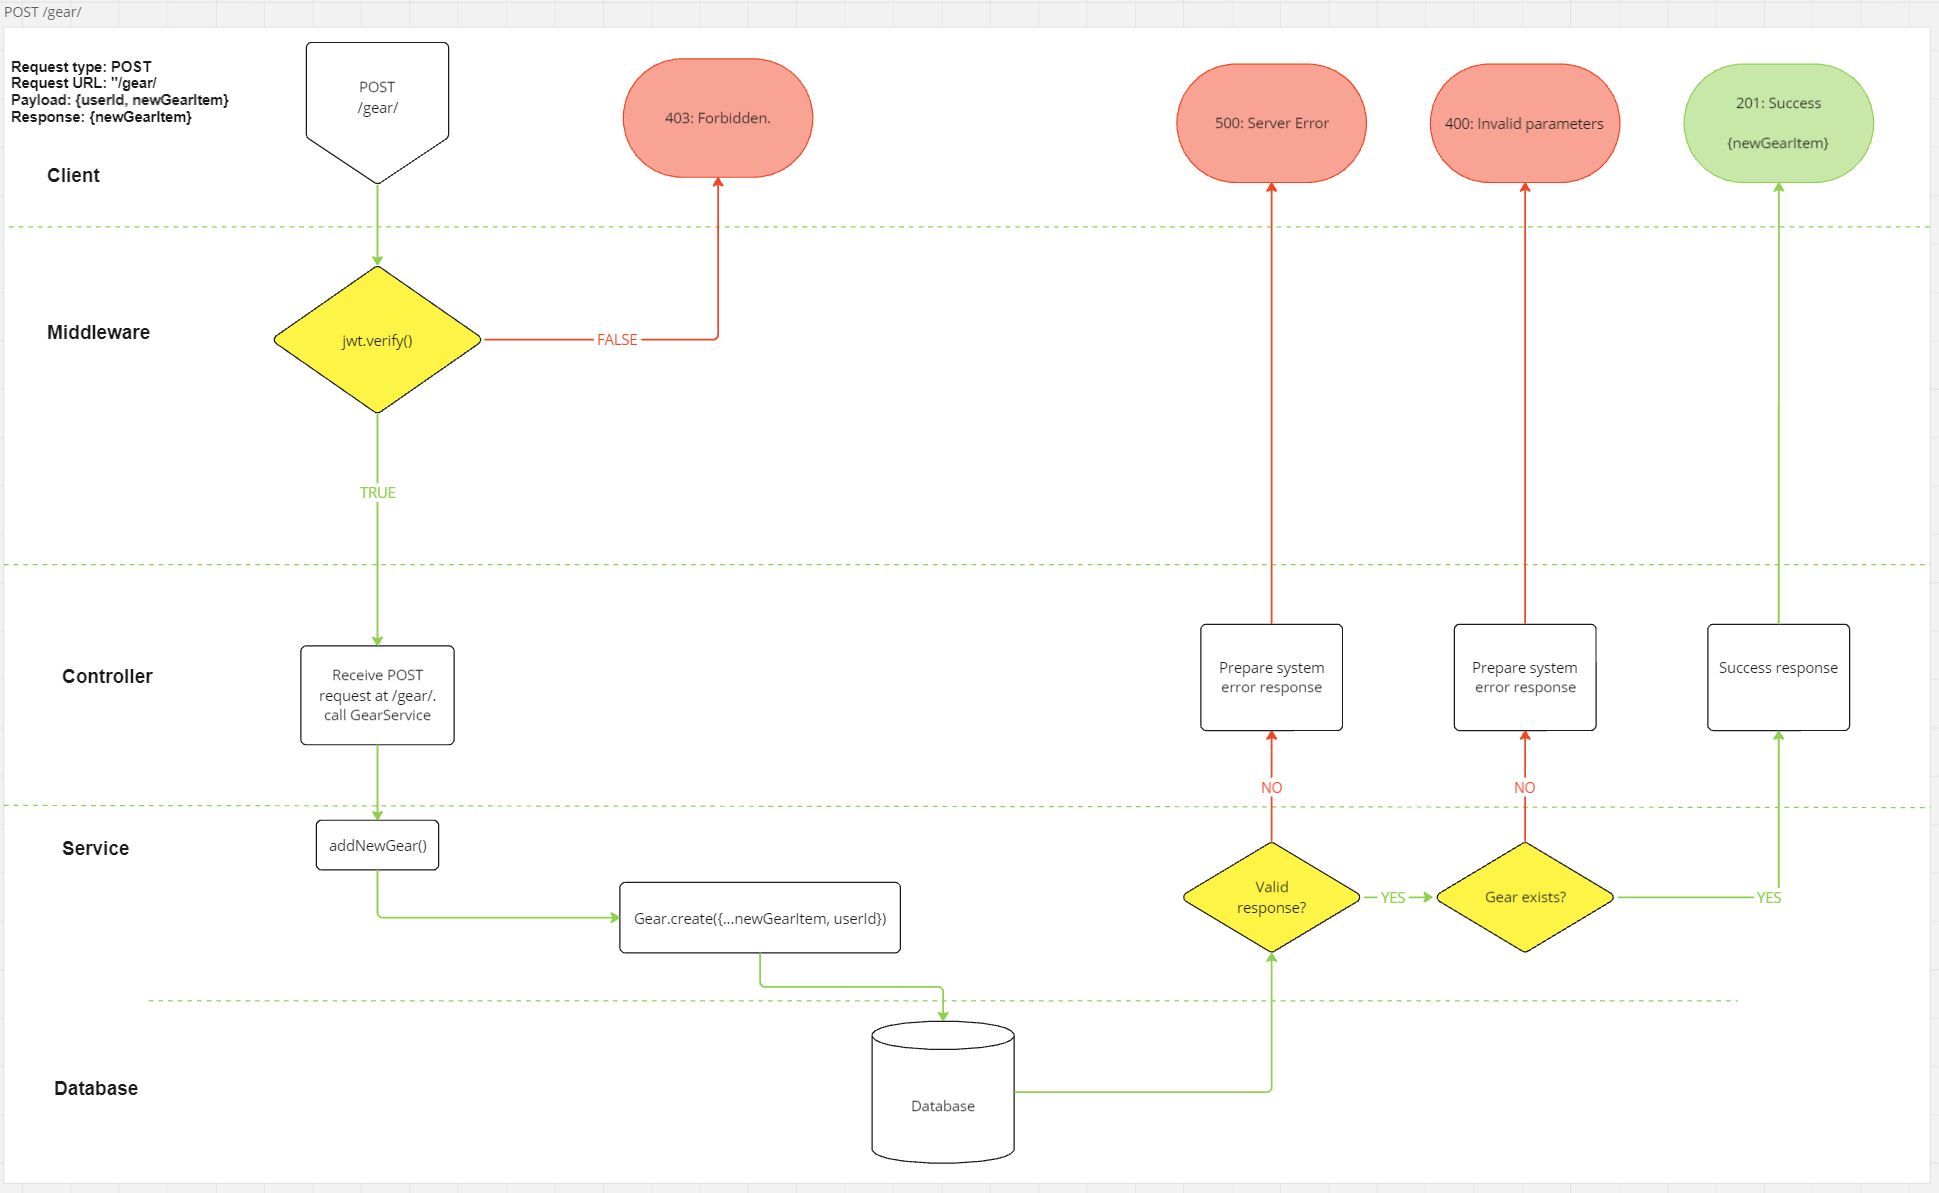 POST /gear/
Request type: POST
Request URL: "/gear/
Payload: {userId, newGearItem}
Response: {newGearItem}
POST
/gear/
403: Forbidden.
500: Server Error
400: Invalid parameters
201: Success
{newGearItem}
Client
Middleware
jwt.verify()
FALSE
TRUE
Controller
Receive POST
request at /gear/.
call GearService
Prepare system
error response
Prepare system
error response
Success response
NO
NO
Service
addNewGear()
Gear.create({...newGearItem, userId})
Valid
response?
YES
Gear exists?
YES
Database
Database